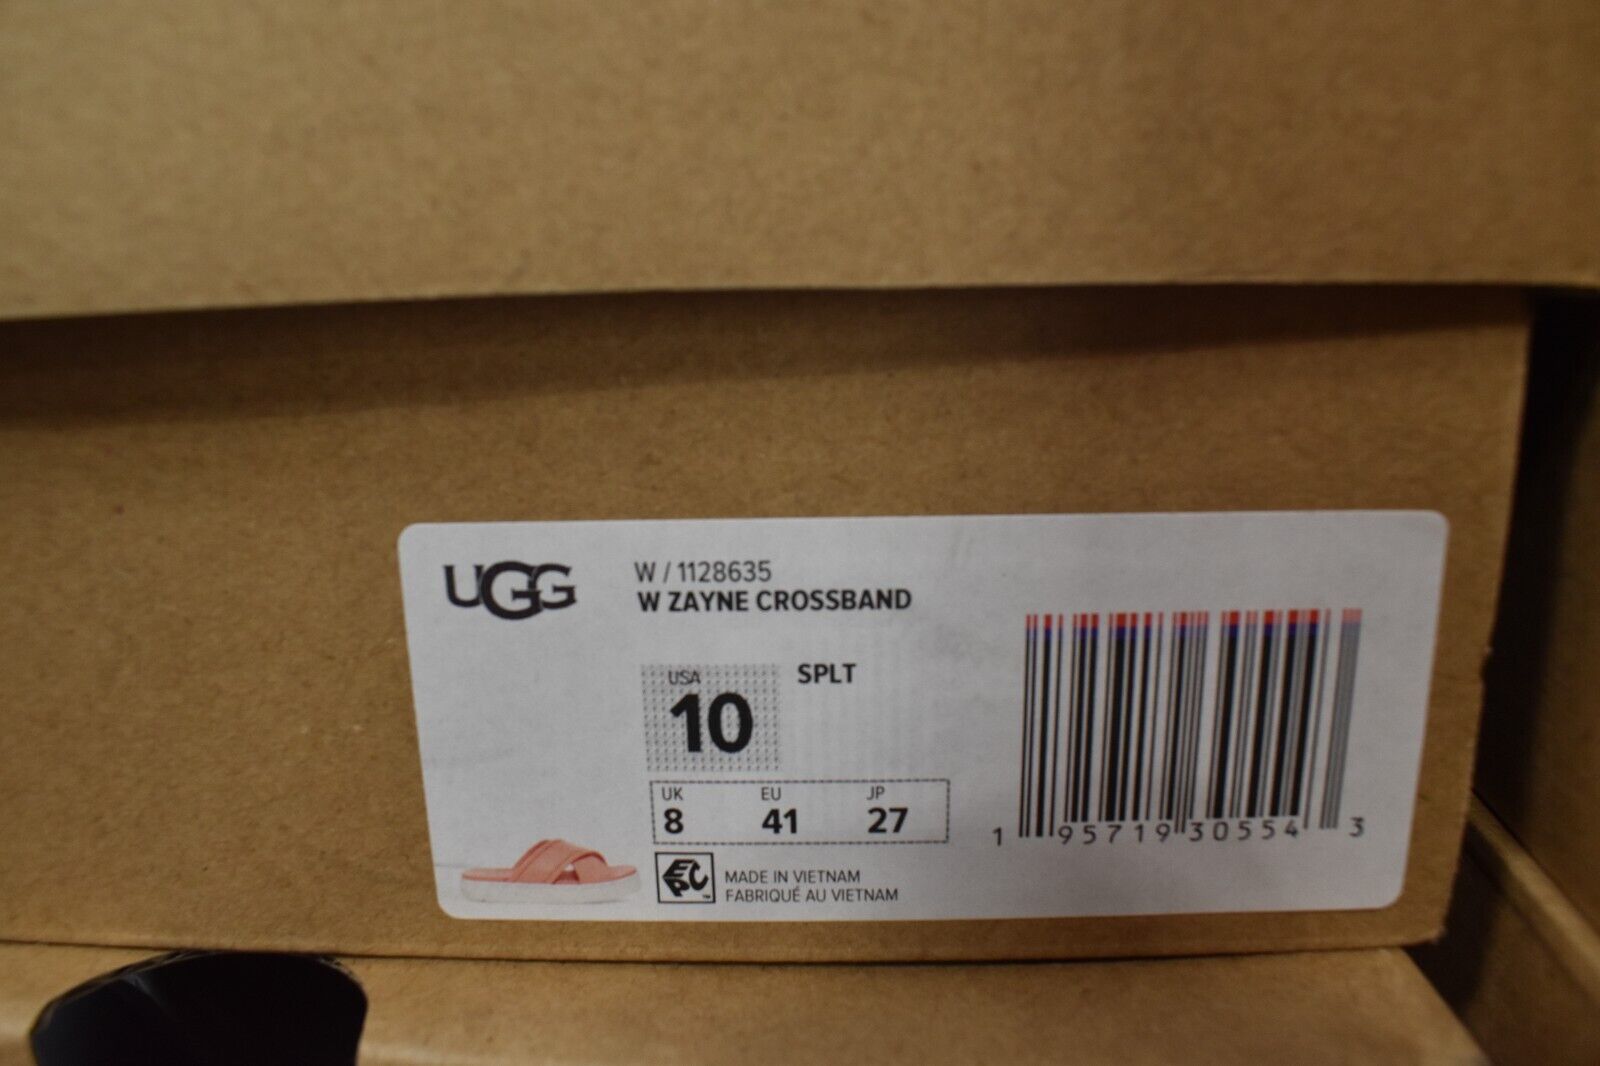 UGG
W / 1128635
W ZAYNE CROSSBAND
USA
10
SPLT
UK EU JP
8 41 27
EPC
MADE IN VIETNAM
FABRIQUÉ AU VIETNAM
1 95719 30554 3